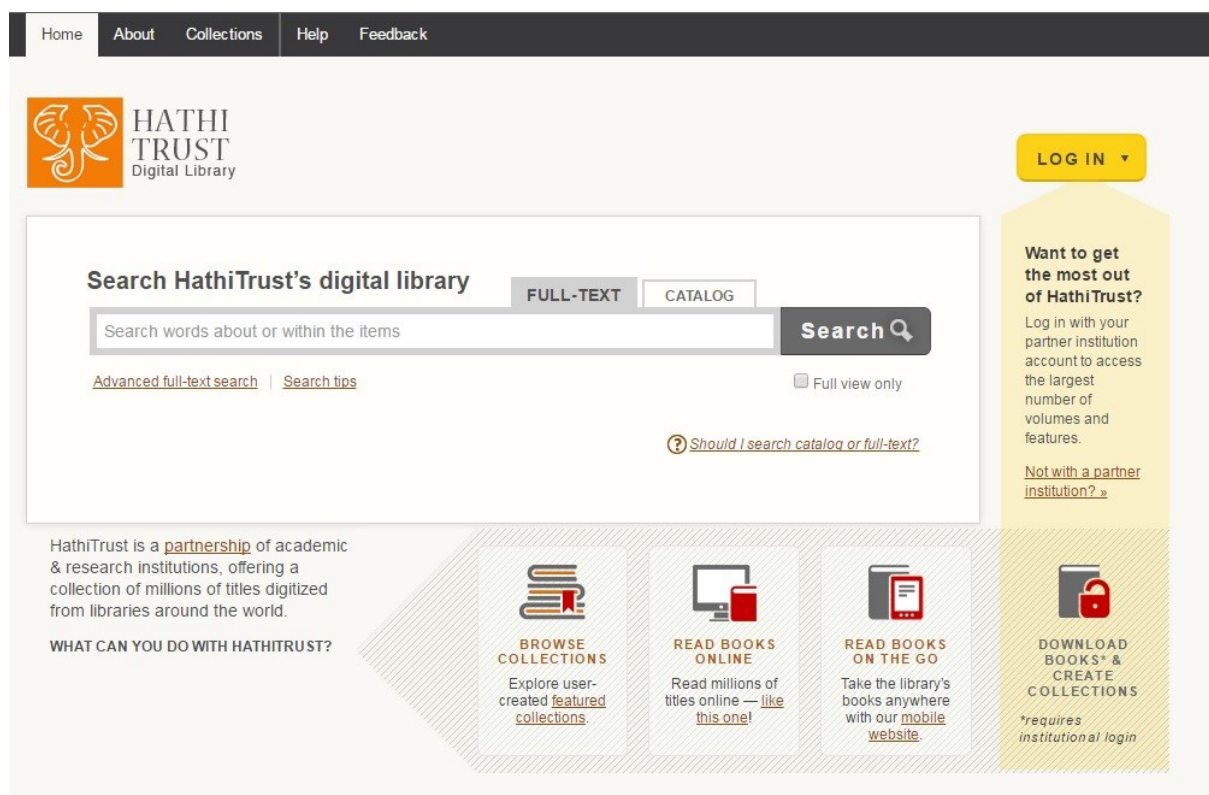 Home About Collections Help Feedback
HATHI
TRUST
Digital Library
LOG IN
Search HathiTrust’s digital library
FULL-TEXT CATALOG
Search words about or within the items
Search
Advanced full-text search | Search tips
Full view only
? Should I search catalog or full-text?
Want to get
the most out
of HathiTrust?
Log in with your
partner institution
account to access
the largest
number of
volumes and
features.
Not with a partner
institution? »
HathiTrust is a partnership of academic
& research institutions, offering a
collection of millions of titles digitized
from libraries around the world.
WHAT CAN YOU DO WITH HATHITRUST?
BROWSE
COLLECTIONS
Explore user-
created featured
collections.
READ BOOKS
ONLINE
Read millions of
titles online — like
this one!
READ BOOKS
ON THE GO
Take the library’s
books anywhere
with our mobile
website.
DOWNLOAD
BOOKS* &
CREATE
COLLECTIONS
*requires
institutional login